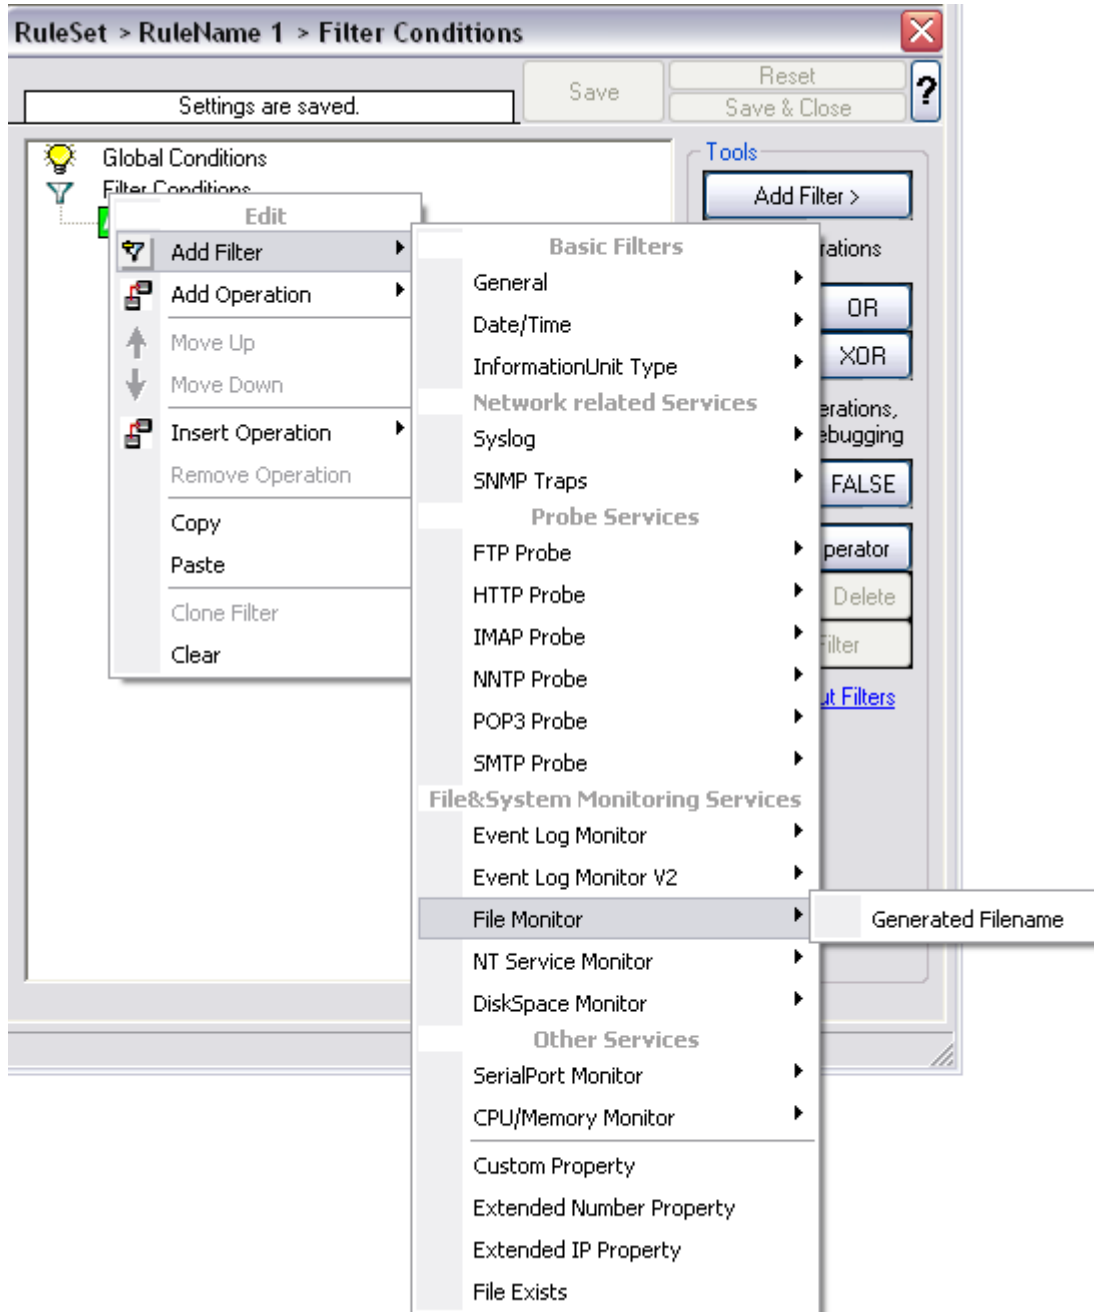 RuleSet > RuleName 1 > Filter Conditions
Settings are saved.
Save
Reset
Save & Close
?
Global Conditions
Filter Conditions
Edit
Add Filter
Add Operation
Move Up
Move Down
Insert Operation
Remove Operation
Copy
Paste
Clone Filter
Clear
Basic Filters
General
Date/Time
InformationUnit Type
Network related Services
Syslog
SNMP Traps
Probe Services
FTP Probe
HTTP Probe
IMAP Probe
NNTP Probe
POP3 Probe
SMTP Probe
File&System Monitoring Services
Event Log Monitor
Event Log Monitor V2
File Monitor
NT Service Monitor
DiskSpace Monitor
Other Services
SerialPort Monitor
CPU/Memory Monitor
Custom Property
Extended Number Property
Extended IP Property
File Exists
Generated Filename
Tools
Add Filter >
rations
OR
XOR
erations,
ebugging
FALSE
perator
Delete
Filter
ut Filters